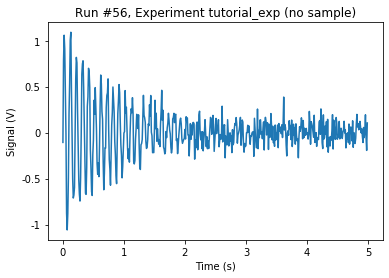 Run #56, Experiment tutorial_exp (no sample)
Signal (V)
1
0.5
0
-0.5
-1
0 1 2 3 4 5
Time (s)